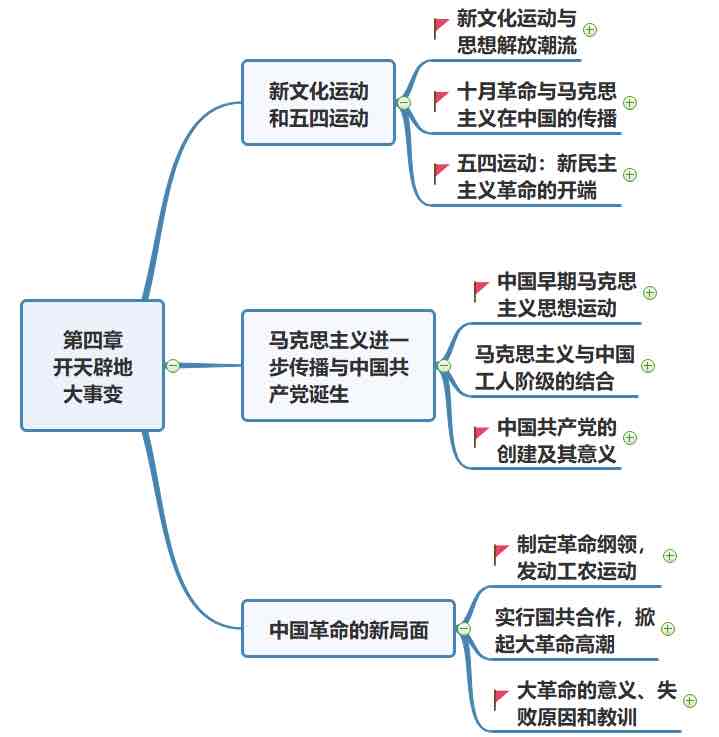 第四章
开天辟地
大事变
新文化运动
和五四运动
新文化运动与
思想解放潮流
十月革命与马克思
主义在中国的传播
五四运动：新民主
主义革命的开端
马克思主义进一
步传播与中国共
产党诞生
中国早期马克思
主义思想运动
马克思主义与中国
工人阶级的结合
中国共产党的
创建及其意义
中国革命的新局面
制定革命纲领，
发动工农运动
实行国共合作，掀
起大革命高潮
大革命的意义、失
败原因和教训